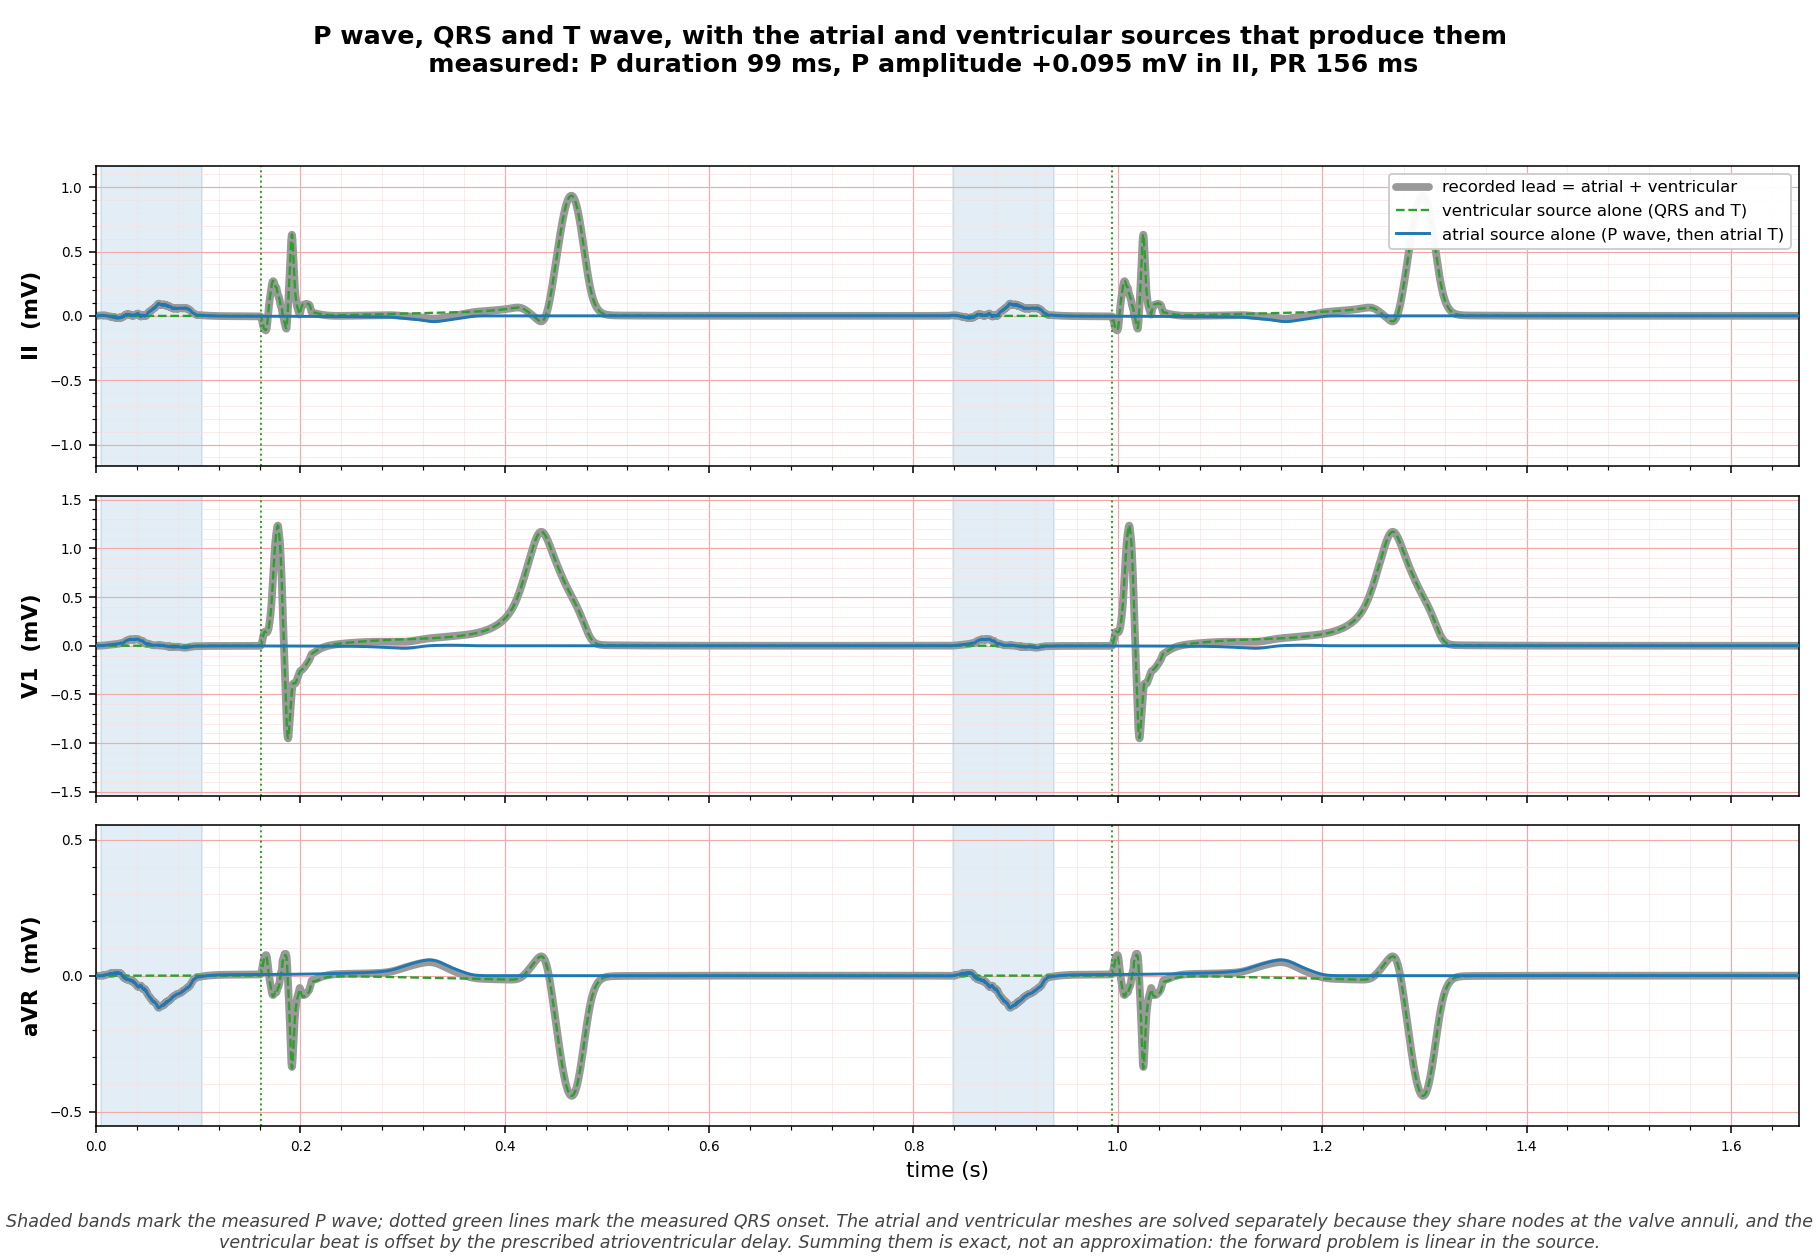 P wave, QRS and T wave, with the atrial and ventricular sources that produce them
measured: P duration 99 ms, P amplitude +0.095 mV in II, PR 156 ms
recorded lead = atrial + ventricular
ventricular source alone (QRS and T)
atrial source alone (P wave, then atrial T)
II (mV)
1.0
0.5
0.0
−0.5
−1.0
V1 (mV)
1.5
1.0
0.5
0.0
−0.5
−1.0
−1.5
aVR (mV)
0.5
0.0
−0.5
0.0 0.2 0.4 0.6 0.8 1.0 1.2 1.4 1.6
time (s)
Shaded bands mark the measured P wave; dotted green lines mark the measured QRS onset. The atrial and ventricular meshes are solved separately because they share nodes at the valve annuli, and the
ventricular beat is offset by the prescribed atrioventricular delay. Summing them is exact, not an approximation: the forward problem is linear in the source.